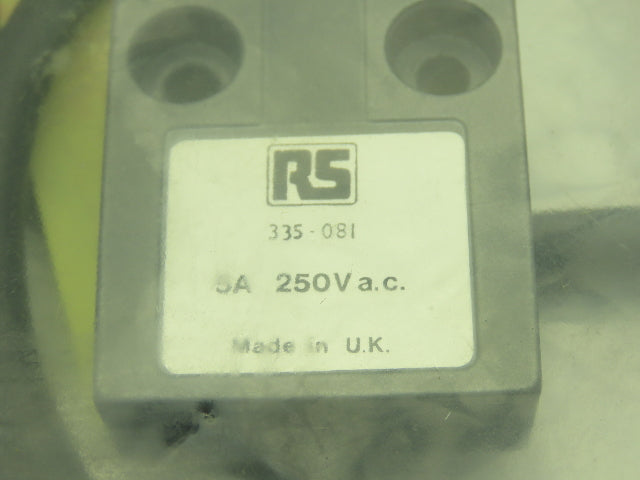 RS
335-081
5A 250V a.c.
Made in U.K.